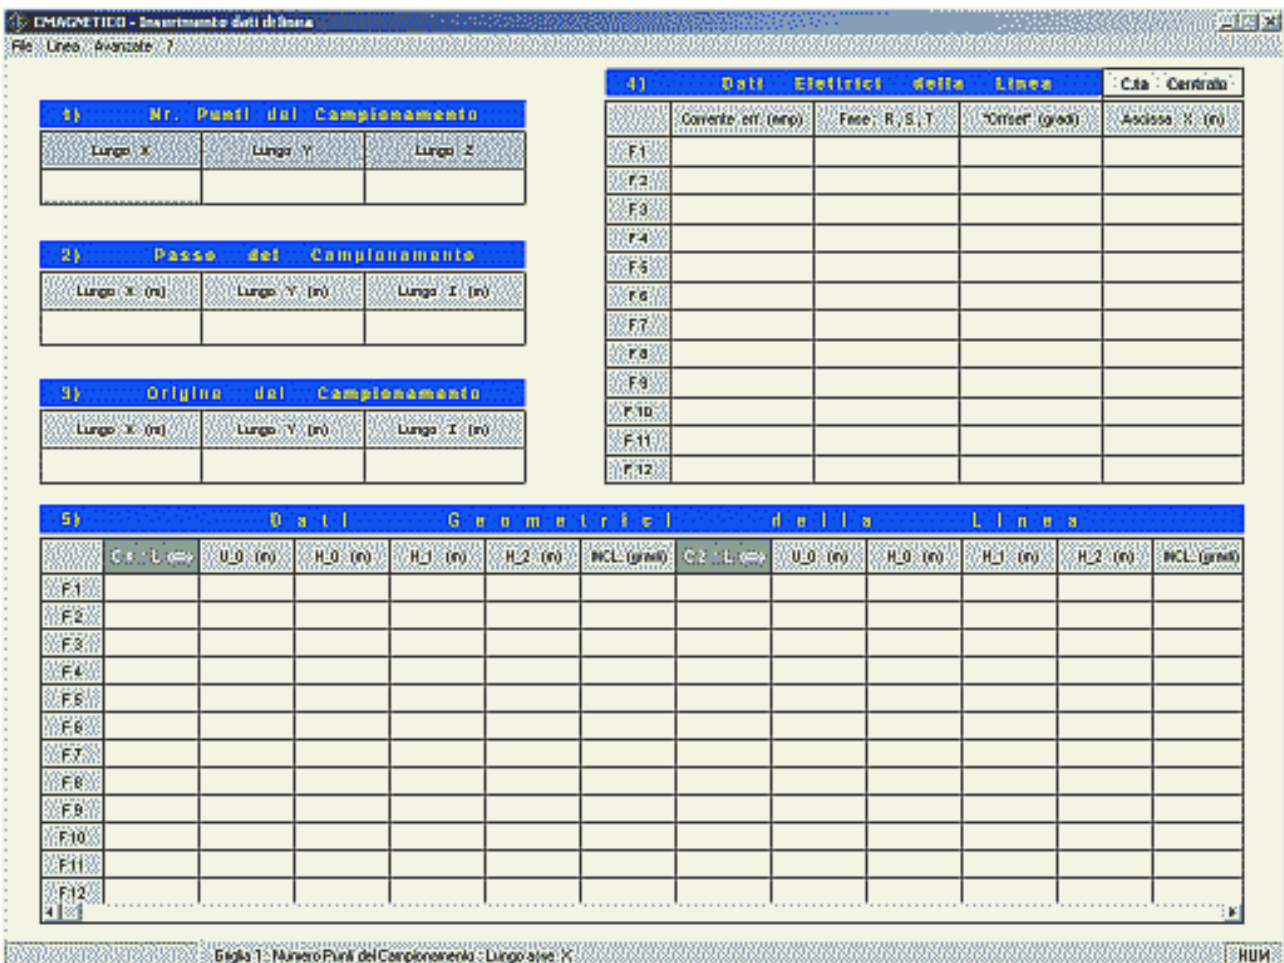 CMAGNETICO - Inserimento dati di linea
File Linea Avanzate ?
1) Nr. Punti del Campionamento
Lungo X Lungo Y Lungo Z
2) Passo del Campionamento
Lungo X (m) Lungo Y (m) Lungo Z (m)
3) Origine del Campionamento
Lungo X (m) Lungo Y (m) Lungo Z (m)
4) Dati Elettrici della Linea C.ta Centrale
Corrente eff. (amp) Fase: R, S, T "Offset" (gradi) Ascissa X (m)
F.1
F.2
F.3
F.4
F.5
F.6
F.7
F.8
F.9
F.10
F.11
F.12
5) Dati Geometrici della Linea
C.1 : L (m) U_0 (m) H_0 (m) H_1 (m) H_2 (m) INCL. (gradi) C.2 : L (m) U_0 (m) H_0 (m) H_1 (m) H_2 (m) INCL. (gradi)
F.1
F.2
F.3
F.4
F.5
F.6
F.7
F.8
F.9
F.10
F.11
F.12
Griglia 1 : Numero Punti del Campionamento : Lungo asse X NUM